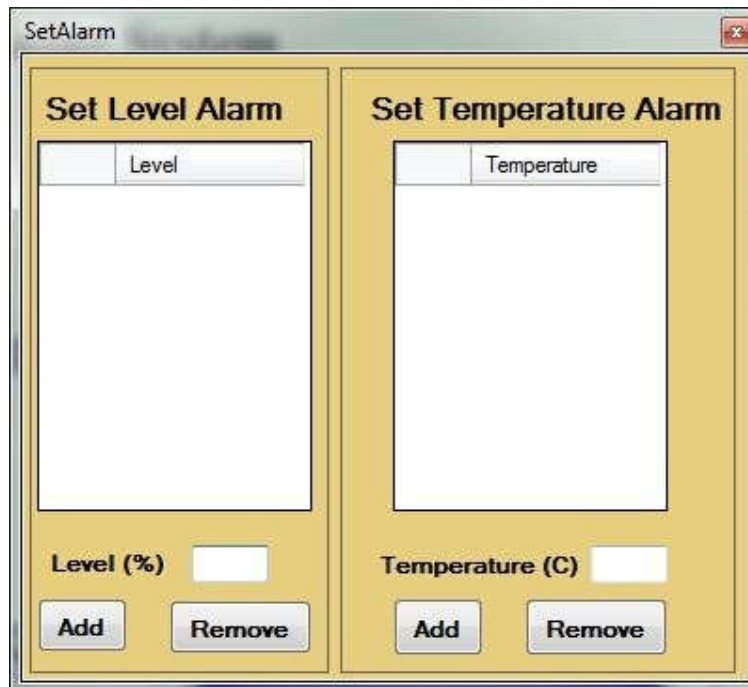 SetAlarm
Set Level Alarm
Level
Level (%)
Add Remove
Set Temperature Alarm
Temperature
Temperature (C)
Add Remove